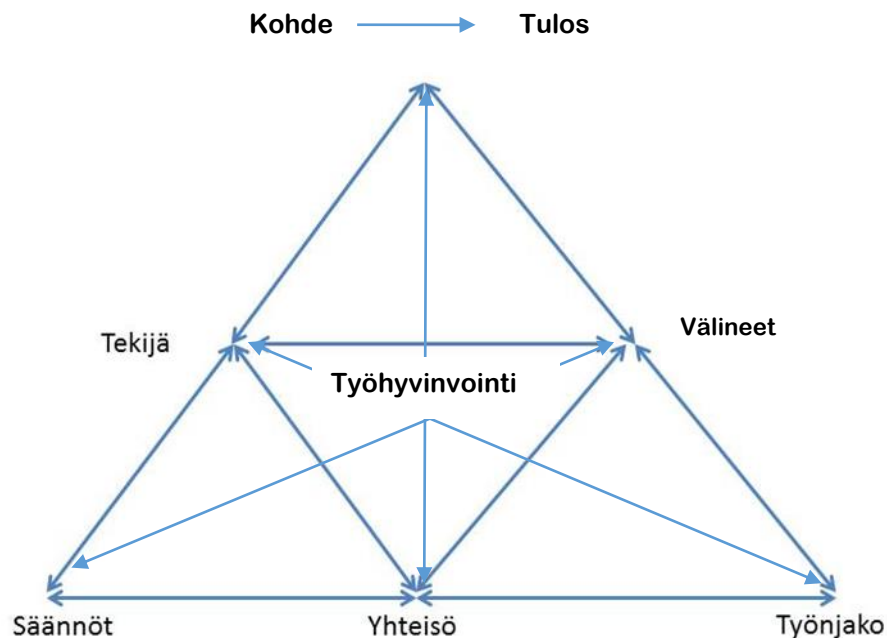 Kohde Tulos
Tekijä
Välineet
Työhyvinvointi
Säännöt Yhteisö Työnjako